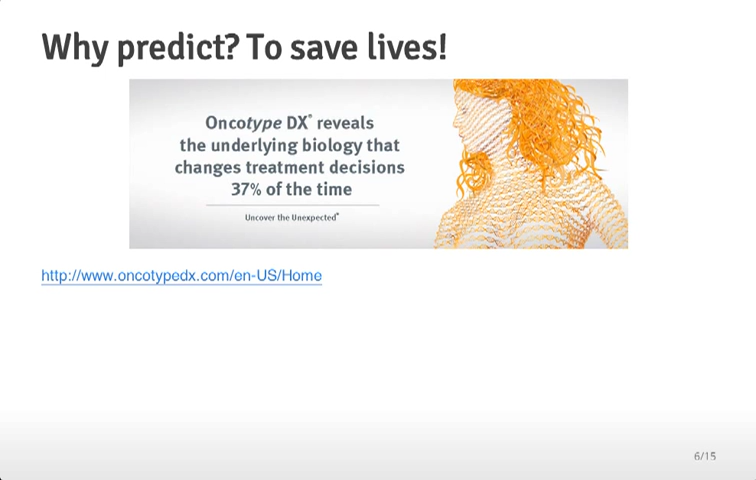 Why predict? To save lives!
Oncotype DX® reveals
the underlying biology that
changes treatment decisions
37% of the time
Uncover the Unexpected®
http://www.oncotypedx.com/en-US/Home
6/15